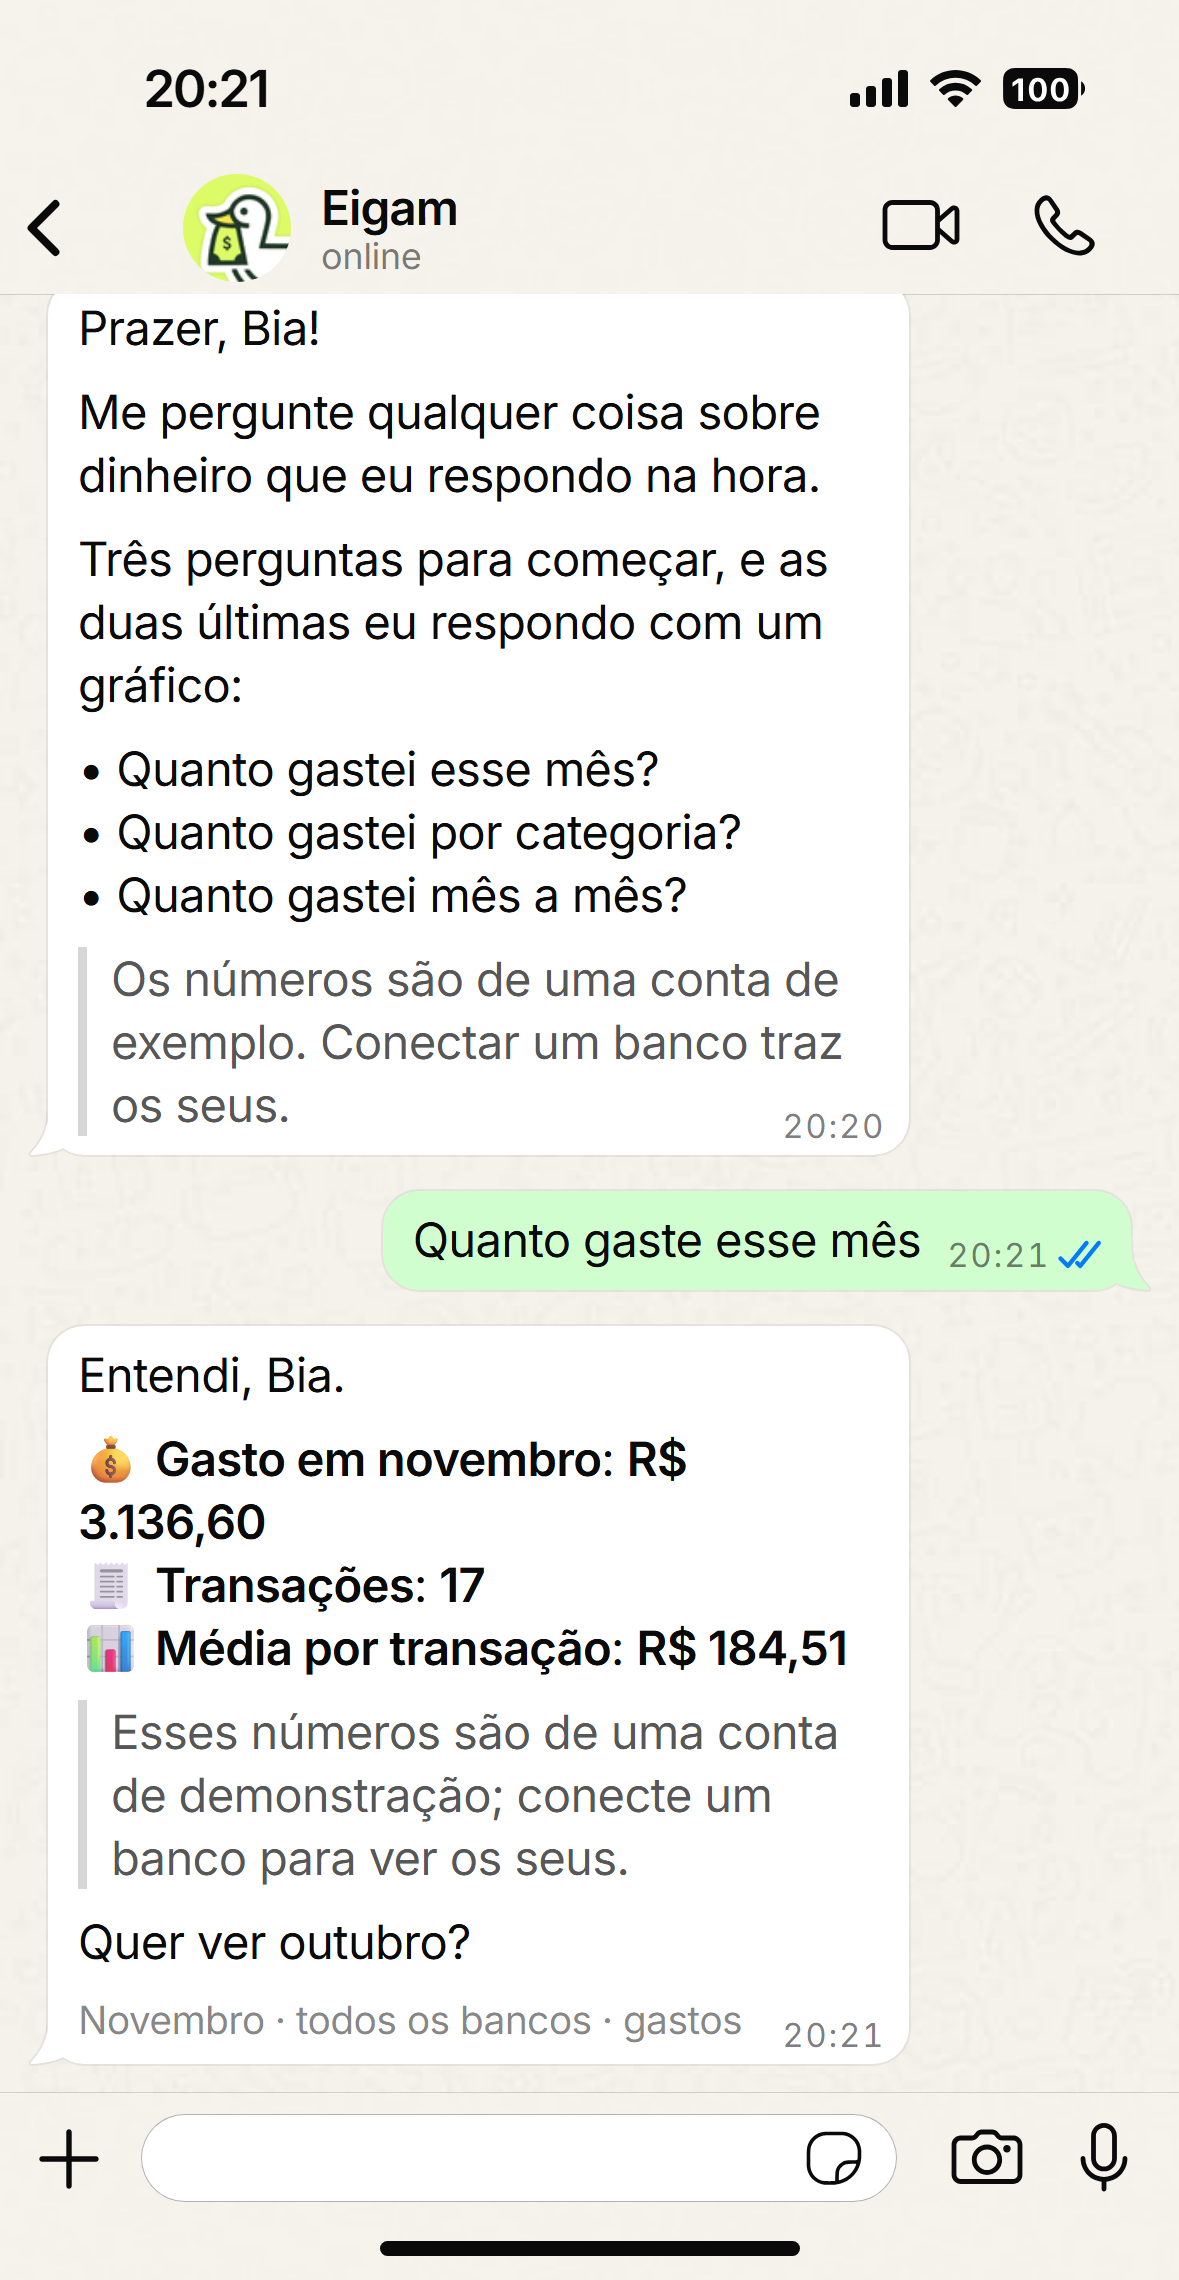 20:21
100
Eigam
online
Prazer, Bia!
Me pergunte qualquer coisa sobre
dinheiro que eu respondo na hora.
Três perguntas para começar, e as
duas últimas eu respondo com um
gráfico:
• Quanto gastei esse mês?
• Quanto gastei por categoria?
• Quanto gastei mês a mês?
Os números são de uma conta de
exemplo. Conectar um banco traz
os seus.
20:20
Quanto gaste esse mês 20:21
Entendi, Bia.
💰 Gasto em novembro: R$
3.136,60
🧾 Transações: 17
📊 Média por transação: R$ 184,51
Esses números são de uma conta
de demonstração; conecte um
banco para ver os seus.
Quer ver outubro?
Novembro · todos os bancos · gastos 20:21